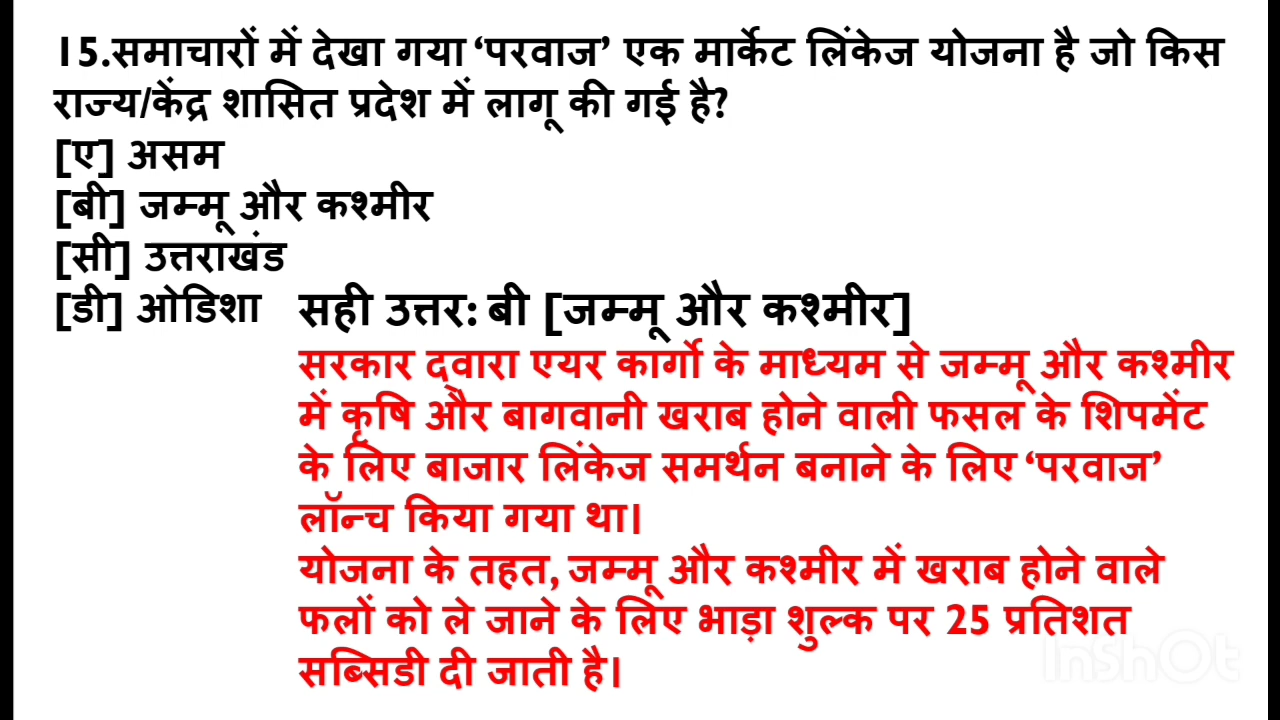 15.समाचारों में देखा गया ‘परवाज’ एक मार्केट लिंकेज योजना है जो किस
राज्य/केंद्र शासित प्रदेश में लागू की गई है?
[ए] असम
[बी] जम्मू और कश्मीर
[सी] उत्तराखंड
[डी] ओडिशा सही उत्तर: बी [जम्मू और कश्मीर]
सरकार द्वारा एयर कार्गो के माध्यम से जम्मू और कश्मीर
में कृषि और बागवानी खराब होने वाली फसल के शिपमेंट
के लिए बाजार लिंकेज समर्थन बनाने के लिए ‘परवाज’
लॉन्च किया गया था।
योजना के तहत, जम्मू और कश्मीर में खराब होने वाले
फलों को ले जाने के लिए भाड़ा शुल्क पर 25 प्रतिशत
सब्सिडी दी जाती है।
InshOt